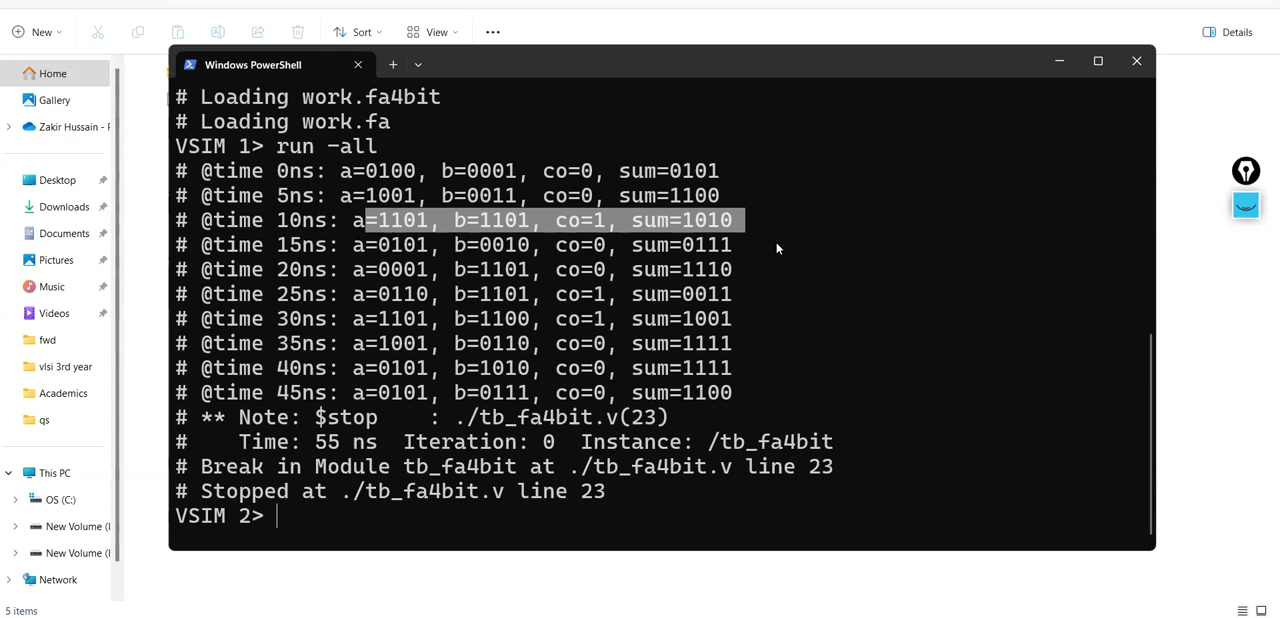 New
Sort
View
Details
Windows PowerShell
Home
Gallery
Zakir Hussain -
Desktop
Downloads
Documents
Pictures
Music
Videos
fwd
vlsi 3rd year
Academics
qs
This PC
OS (C:)
New Volume (
New Volume (
Network
5 items
# Loading work.fa4bit
# Loading work.fa
VSIM 1> run -all
# @time 0ns: a=0100, b=0001, co=0, sum=0101
# @time 5ns: a=1001, b=0011, co=0, sum=1100
# @time 10ns: a=1101, b=1101, co=1, sum=1010
# @time 15ns: a=0101, b=0010, co=0, sum=0111
# @time 20ns: a=0001, b=1101, co=0, sum=1110
# @time 25ns: a=0110, b=1101, co=1, sum=0011
# @time 30ns: a=1101, b=1100, co=1, sum=1001
# @time 35ns: a=1001, b=0110, co=0, sum=1111
# @time 40ns: a=0101, b=1010, co=0, sum=1111
# @time 45ns: a=0101, b=0111, co=0, sum=1100
# ** Note: $stop    : ./tb_fa4bit.v(23)
#    Time: 55 ns  Iteration: 0  Instance: /tb_fa4bit
# Break in Module tb_fa4bit at ./tb_fa4bit.v line 23
# Stopped at ./tb_fa4bit.v line 23
VSIM 2>